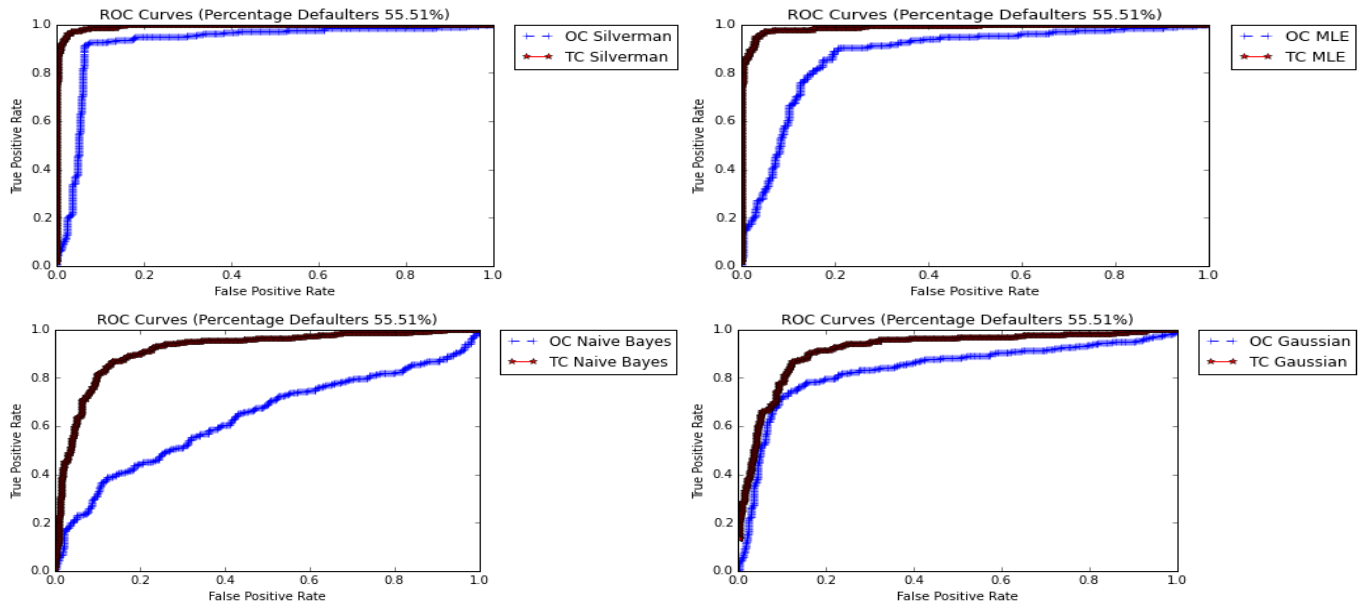 ROC Curves (Percentage Defaulters 55.51%)
1.0
0.8
0.6
0.4
0.2
0.0
True Positive Rate
0.0 0.2 0.4 0.6 0.8 1.0
False Positive Rate
OC Silverman
TC Silverman
ROC Curves (Percentage Defaulters 55.51%)
1.0
0.8
0.6
0.4
0.2
0.0
True Positive Rate
0.0 0.2 0.4 0.6 0.8 1.0
False Positive Rate
OC MLE
TC MLE
ROC Curves (Percentage Defaulters 55.51%)
1.0
0.8
0.6
0.4
0.2
0.0
True Positive Rate
0.0 0.2 0.4 0.6 0.8 1.0
False Positive Rate
OC Naive Bayes
TC Naive Bayes
ROC Curves (Percentage Defaulters 55.51%)
1.0
0.8
0.6
0.4
0.2
0.0
True Positive Rate
0.0 0.2 0.4 0.6 0.8 1.0
False Positive Rate
OC Gaussian
TC Gaussian